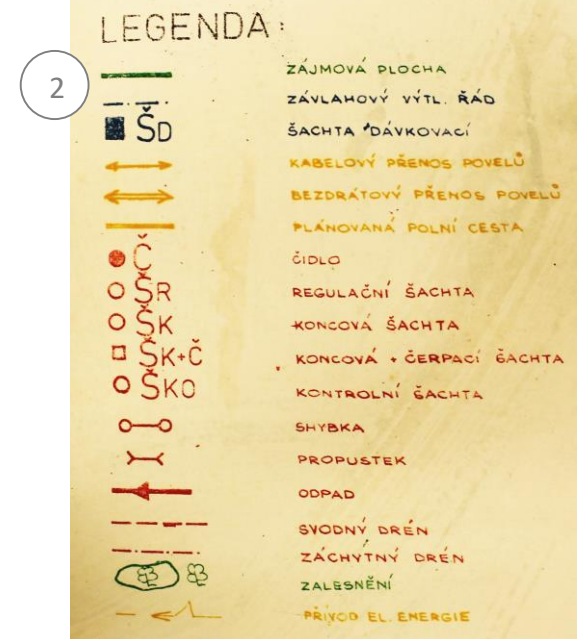 LEGENDA:
2
ZÁJMOVÁ PLOCHA
ZÁVLAHOVÝ VÝTL. ŘÁD
ŠD ŠACHTA DÁVKOVACÍ
KABELOVÝ PŘENOS POVELŮ
BEZDRÁTOVÝ PŘENOS POVELŮ
PLÁNOVANÁ POLNÍ CESTA
Č ČIDLO
ŠR REGULAČNÍ ŠACHTA
ŠK KONCOVÁ ŠACHTA
ŠK+Č KONCOVÁ + ČERPACÍ ŠACHTA
ŠKO KONTROLNÍ ŠACHTA
SHYBKA
PROPUSTEK
ODPAD
SVODNÝ DRÉN
ZÁCHYTNÝ DRÉN
ZALESNĚNÍ
PŘÍVOD EL. ENERGIE